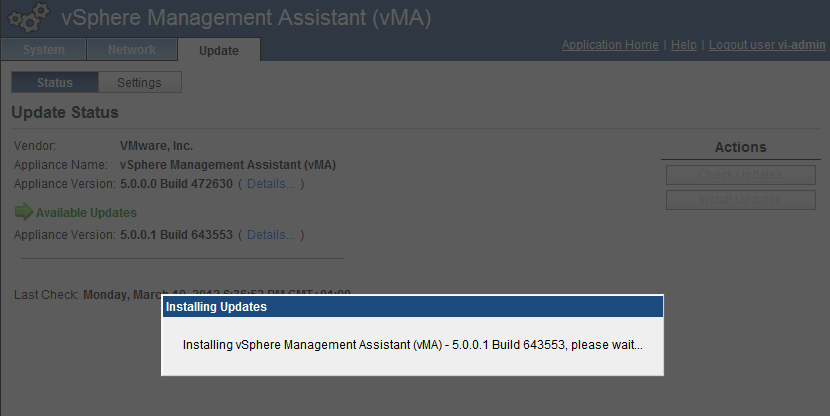 vSphere Management Assistant (vMA)
System Network Update
Application Home | Help | Logout user vi-admin
Status Settings
Update Status
Vendor: VMware, Inc.
Appliance Name: vSphere Management Assistant (vMA)
Appliance Version: 5.0.0.0 Build 472630 ( Details... )
Actions
Check Updates
Install Updates
Available Updates
Appliance Version: 5.0.0.1 Build 643553 ( Details... )
Last Check: Monday, March
Installing Updates
Installing vSphere Management Assistant (vMA) - 5.0.0.1 Build 643553, please wait...